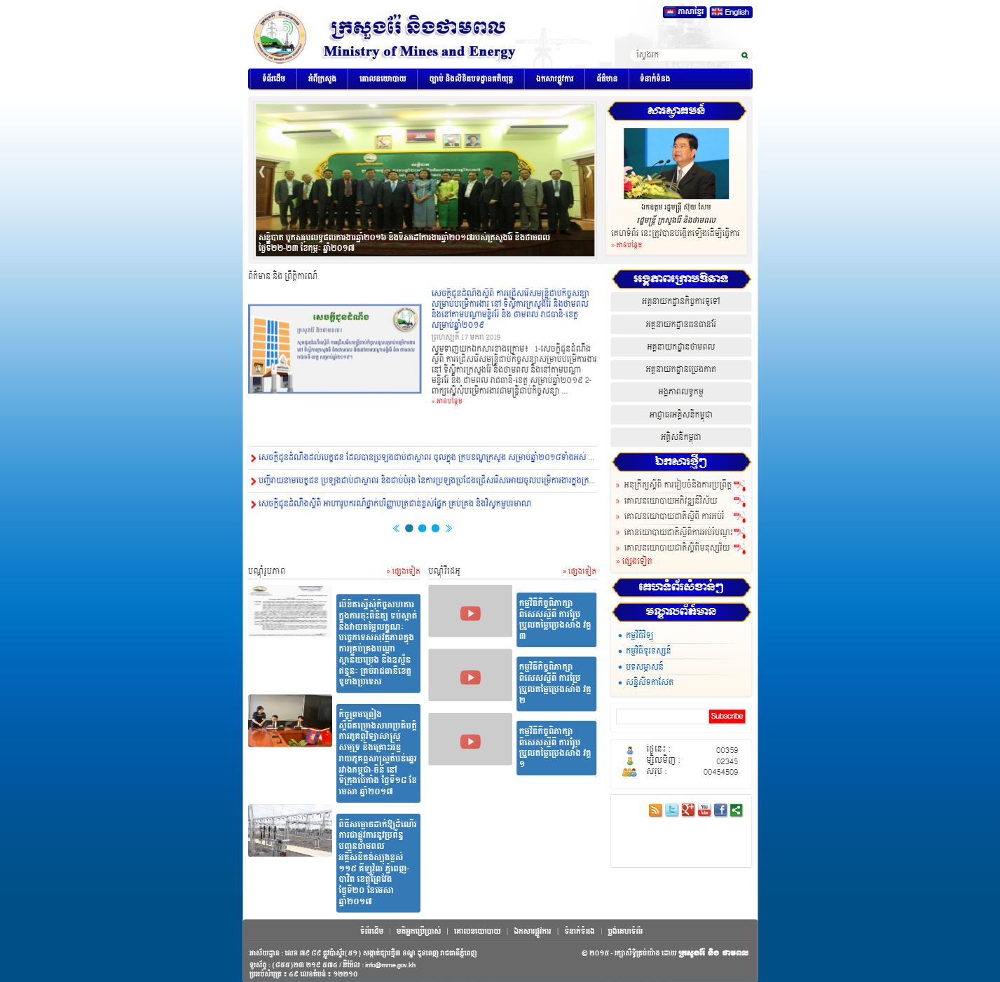 ភាសាខ្មែរ
English
ក្រសួងរ៉ែ និងថាមពល
Ministry of Mines and Energy
ស្វែងរក
ទំព័រដើម
អំពីក្រសួង
គោលនយោបាយ
ច្បាប់ និងលិខិតបទដ្ឋានគតិយុត្ត
ឯកសារផ្លូវការ
ព័ត៌មាន
ទំនាក់ទំនង
សន្និបាត បូកសរុបលទ្ធផលការងារឆ្នាំ២០១៦ និងទិសដៅការងារឆ្នាំ២០១៧របស់ក្រសួងរ៉ែ និងថាមពល
ថ្ងៃទី២២-២៣ ខែកុម្ភៈ ឆ្នាំ២០១៧
សារស្វាគមន៍
ឯកឧត្តម រដ្ឋមន្ត្រី ស៊ុយ សែម
រដ្ឋមន្ត្រី ក្រសួងរ៉ែ និងថាមពល
គេហទំព័រ នេះត្រូវបានបង្កើតឡើងដើម្បីធ្វើការ
» អានបន្ថែម
ព័ត៌មាន និង ព្រឹត្តិការណ៍
សេចក្តីជូនដំណឹង
ក្រសួងរ៉ែ និងថាមពល៖
សេចក្តីជូនដំណឹងស្តីពី ការជ្រើសរើសមន្ត្រីជាប់កិច្ចសន្យា
សម្រាប់បម្រើការងារ នៅ ទីស្តីការក្រសួងរ៉ែ និងថាមពល
និងនៅតាមបណ្តាមន្ទីររ៉ែ និង ថាមពល រាជធានី-ខេត្ត
សម្រាប់ឆ្នាំ២០១៩
ព្រហស្បតិ៍ 17 មករា 2019
សូមទាញយកឯកសារខាងក្រោម៖ 1-សេចក្តីជូនដំណឹង
ស្តីពី ការជ្រើសរើសមន្ត្រីជាប់កិច្ចសន្យាសម្រាប់បម្រើការងារ
នៅ ទីស្តីការក្រសួងរ៉ែ និងថាមពល និងនៅតាមបណ្តា
មន្ទីររ៉ែ និង ថាមពល រាជធានី-ខេត្ត សម្រាប់ឆ្នាំ២០១៩ 2-
ពាក្យស្នើសុំបម្រើការងារជាមន្ត្រីជាប់កិច្ចសន្យា ...
» អានបន្ថែម
សេចក្តីជូនដំណឹងដល់បេក្ខជន ដែលបានប្រឡងជាប់ជាស្ថាពរ ចូលក្នុង ក្របខណ្ឌក្រសួង សម្រាប់ឆ្នាំ២០១៨ទាំងអស់ ...
បញ្ជីរាយនាមបេក្ខជន ប្រឡងជាប់ជាស្ថាពរ និងជាប់បំរុង នៃការប្រឡងប្រជែងជ្រើសរើសអោយចូលបម្រើការងារក្នុងក្រ...
សេចក្តីជូនដំណឹងស្តីពី អាហារូបករណ៍ថ្នាក់បរិញ្ញាបត្រជាន់ខ្ពស់ផ្នែក គ្រប់គ្រង និងវិស្វកម្មបរមាណូ
អង្គភាពក្រោមឱវាទ
អគ្គនាយកដ្ឋានកិច្ចការទូទៅ
អគ្គនាយកដ្ឋានធនធានរ៉ែ
អគ្គនាយកដ្ឋានថាមពល
អគ្គនាយកដ្ឋានប្រេងកាត
អង្គភាពលទ្ធកម្ម
អាជ្ញាធរអគ្គិសនីកម្ពុជា
អគ្គិសនីកម្ពុជា
ឯកសារថ្មីៗ
» អនុក្រឹត្យស្តីពី ការរៀបចំនិងការប្រព្រឹត្ត
» គោលនយោបាយអភិវឌ្ឍន៍វិស័យ
» គោលនយោបាយជាតិស្តីពី ការអប់រំ
» គោនយោបាយជាតិស្តីពីការអប់រំបណ្តុះ
» គោលនយោបាយជាតិស្តីពីមនុស្សវ័យ
» ផ្សេងទៀត
គេហទំព័រសំខាន់ៗ
មណ្ឌលព័ត៌មាន
កម្មវិធីវិទ្យុ
កម្មវិធីទូរទស្សន៍
បទសម្ភាសន៍
សន្និសីទកាសែត
Subscribe
ថ្ងៃនេះ : 00359
ម្សិលមិញ : 02345
សរុប : 00454509
បណ្តុំរូបភាព
» ផ្សេងទៀត
លិខិតស្នើសុំកិច្ចសហការ
ក្នុងការចុះពិនិត្យ ទប់ស្កាត់
និងវាយតម្លៃលក្ខណៈ
បច្ចេកទេសសុវត្ថភាពក្នុង
ការគ្រប់គ្រងបណ្តា
ស្ថានីយប្រេង និងឧស្ម័ន
ឥន្ធនៈ គ្រប់រាជធានីខេត្ត
ទូទាំងប្រទេស
កិច្ចព្រមព្រៀង
ស្តីពីគម្រោងសហប្រតិបត្តិ
ការភូគព្ភវិទ្យាសាស្ត្រ
សមុទ្រ និងគ្រោះអន្ត
រាយភូគព្ភសាស្ត្រតំបន់ឆ្នេរ
រវាងកម្ពុជា-ចិន នៅ
ទីក្រុងប៉េកាំង ថ្ងៃទី១៨ ខែ
មេសា ឆ្នាំ២០១៧
ពិធីសម្ពោធដាក់ឱ្យដំណើរ
ការជាផ្លូវការនូវប្រព័ន្ធ
បញ្ជូនថាមពល
អគ្គិសនីតង់ស្យុងខ្ពស់
១១៥ គីឡូវ៉ុល ភ្នំពេញ-
បាវិត ខេត្តព្រៃវែង
ថ្ងៃទី២០ ខែមេសា
ឆ្នាំ២០១៧
បណ្តុំវីដេអូ
» ផ្សេងទៀត
កម្មវិធីកិច្ចពិភាក្សា
ពិសេសស្តីពី ការប្រែ
ប្រួលតម្លៃប្រេងសាំង វគ្គ
៣
កម្មវិធីកិច្ចពិភាក្សា
ពិសេសស្តីពី ការប្រែ
ប្រួលតម្លៃប្រេងសាំង វគ្គ
២
កម្មវិធីកិច្ចពិភាក្សា
ពិសេសស្តីពី ការប្រែ
ប្រួលតម្លៃប្រេងសាំង វគ្គ
១
ទំព័រដើម | មតិអ្នកប្រើប្រាស់ | គោលនយោបាយ | ឯកសារផ្លូវការ | ទំនាក់ទំនង | ប្លង់គេហទំព័រ
អាស័យដ្ឋាន : លេខ ៧៩ ៨៩ ផ្លូវប៉ាស្ទ័រ(៥១) សង្កាត់ផ្សារថ្មី៣ ខណ្ឌ ដូនពេញ រាជធានីភ្នំពេញ
ទូរស័ព្ទ : (៨៥៥)២៣ ២១៩ ៥៧៤ / អ៊ីម៉ែល : info@mme.gov.kh
ប្រអប់សំបុត្រ ៖ ៤៩ លេខតំបន់ ៖ ១២២១០
© ២០១៥ - រក្សាសិទ្ធិគ្រប់យ៉ាង ដោយ ក្រសួងរ៉ែ និង ថាមពល